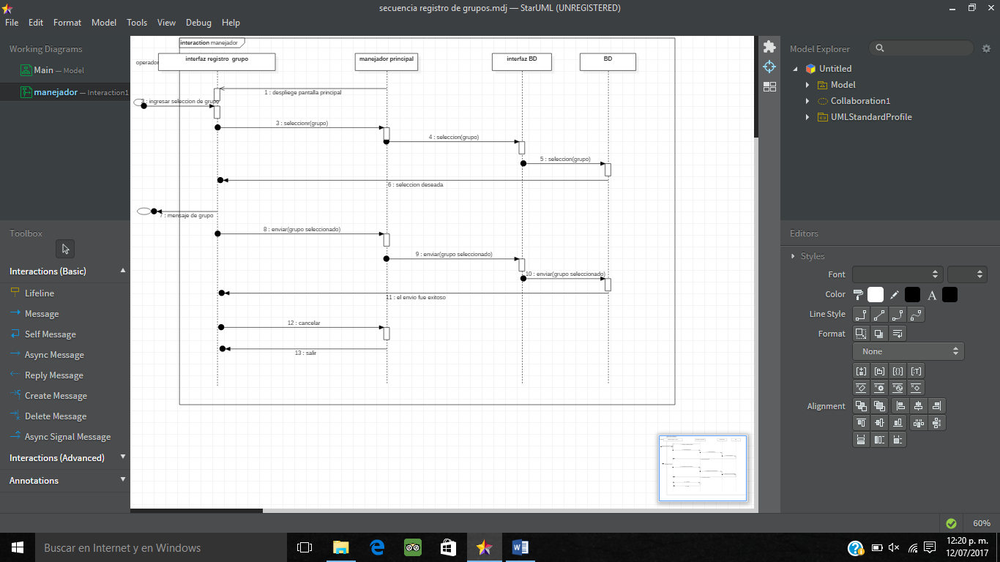 secuencia registro de grupos.mdj — StarUML (UNREGISTERED)
File Edit Format Model Tools View Debug Help
Working Diagrams
Main — Model
manejador — Interaction1
Toolbox
Interactions (Basic)
Lifeline
Message
Self Message
Async Message
Reply Message
Create Message
Delete Message
Async Signal Message
Interactions (Advanced)
Annotations
interaction manejador
operador
interfaz registro grupo
manejador principal
interfaz BD
BD
1 : despliege pantalla principal
2 : ingresar seleccion de grupo
3 : seleccionr(grupo)
4 : seleccion(grupo)
5 : seleccion(grupo)
6 : seleccion deseada
7 : mensaje de grupo
8 : enviar(grupo seleccionado)
9 : enviar(grupo seleccionado)
10 : enviar(grupo seleccionado)
11 : el envio fue exitoso
12 : cancelar
13 : salir
Model Explorer
Untitled
Model
Collaboration1
UMLStandardProfile
Editors
Styles
Font
Color
Line Style
Format
None
Alignment
60%
Buscar en Internet y en Windows
12:20 p. m.
12/07/2017